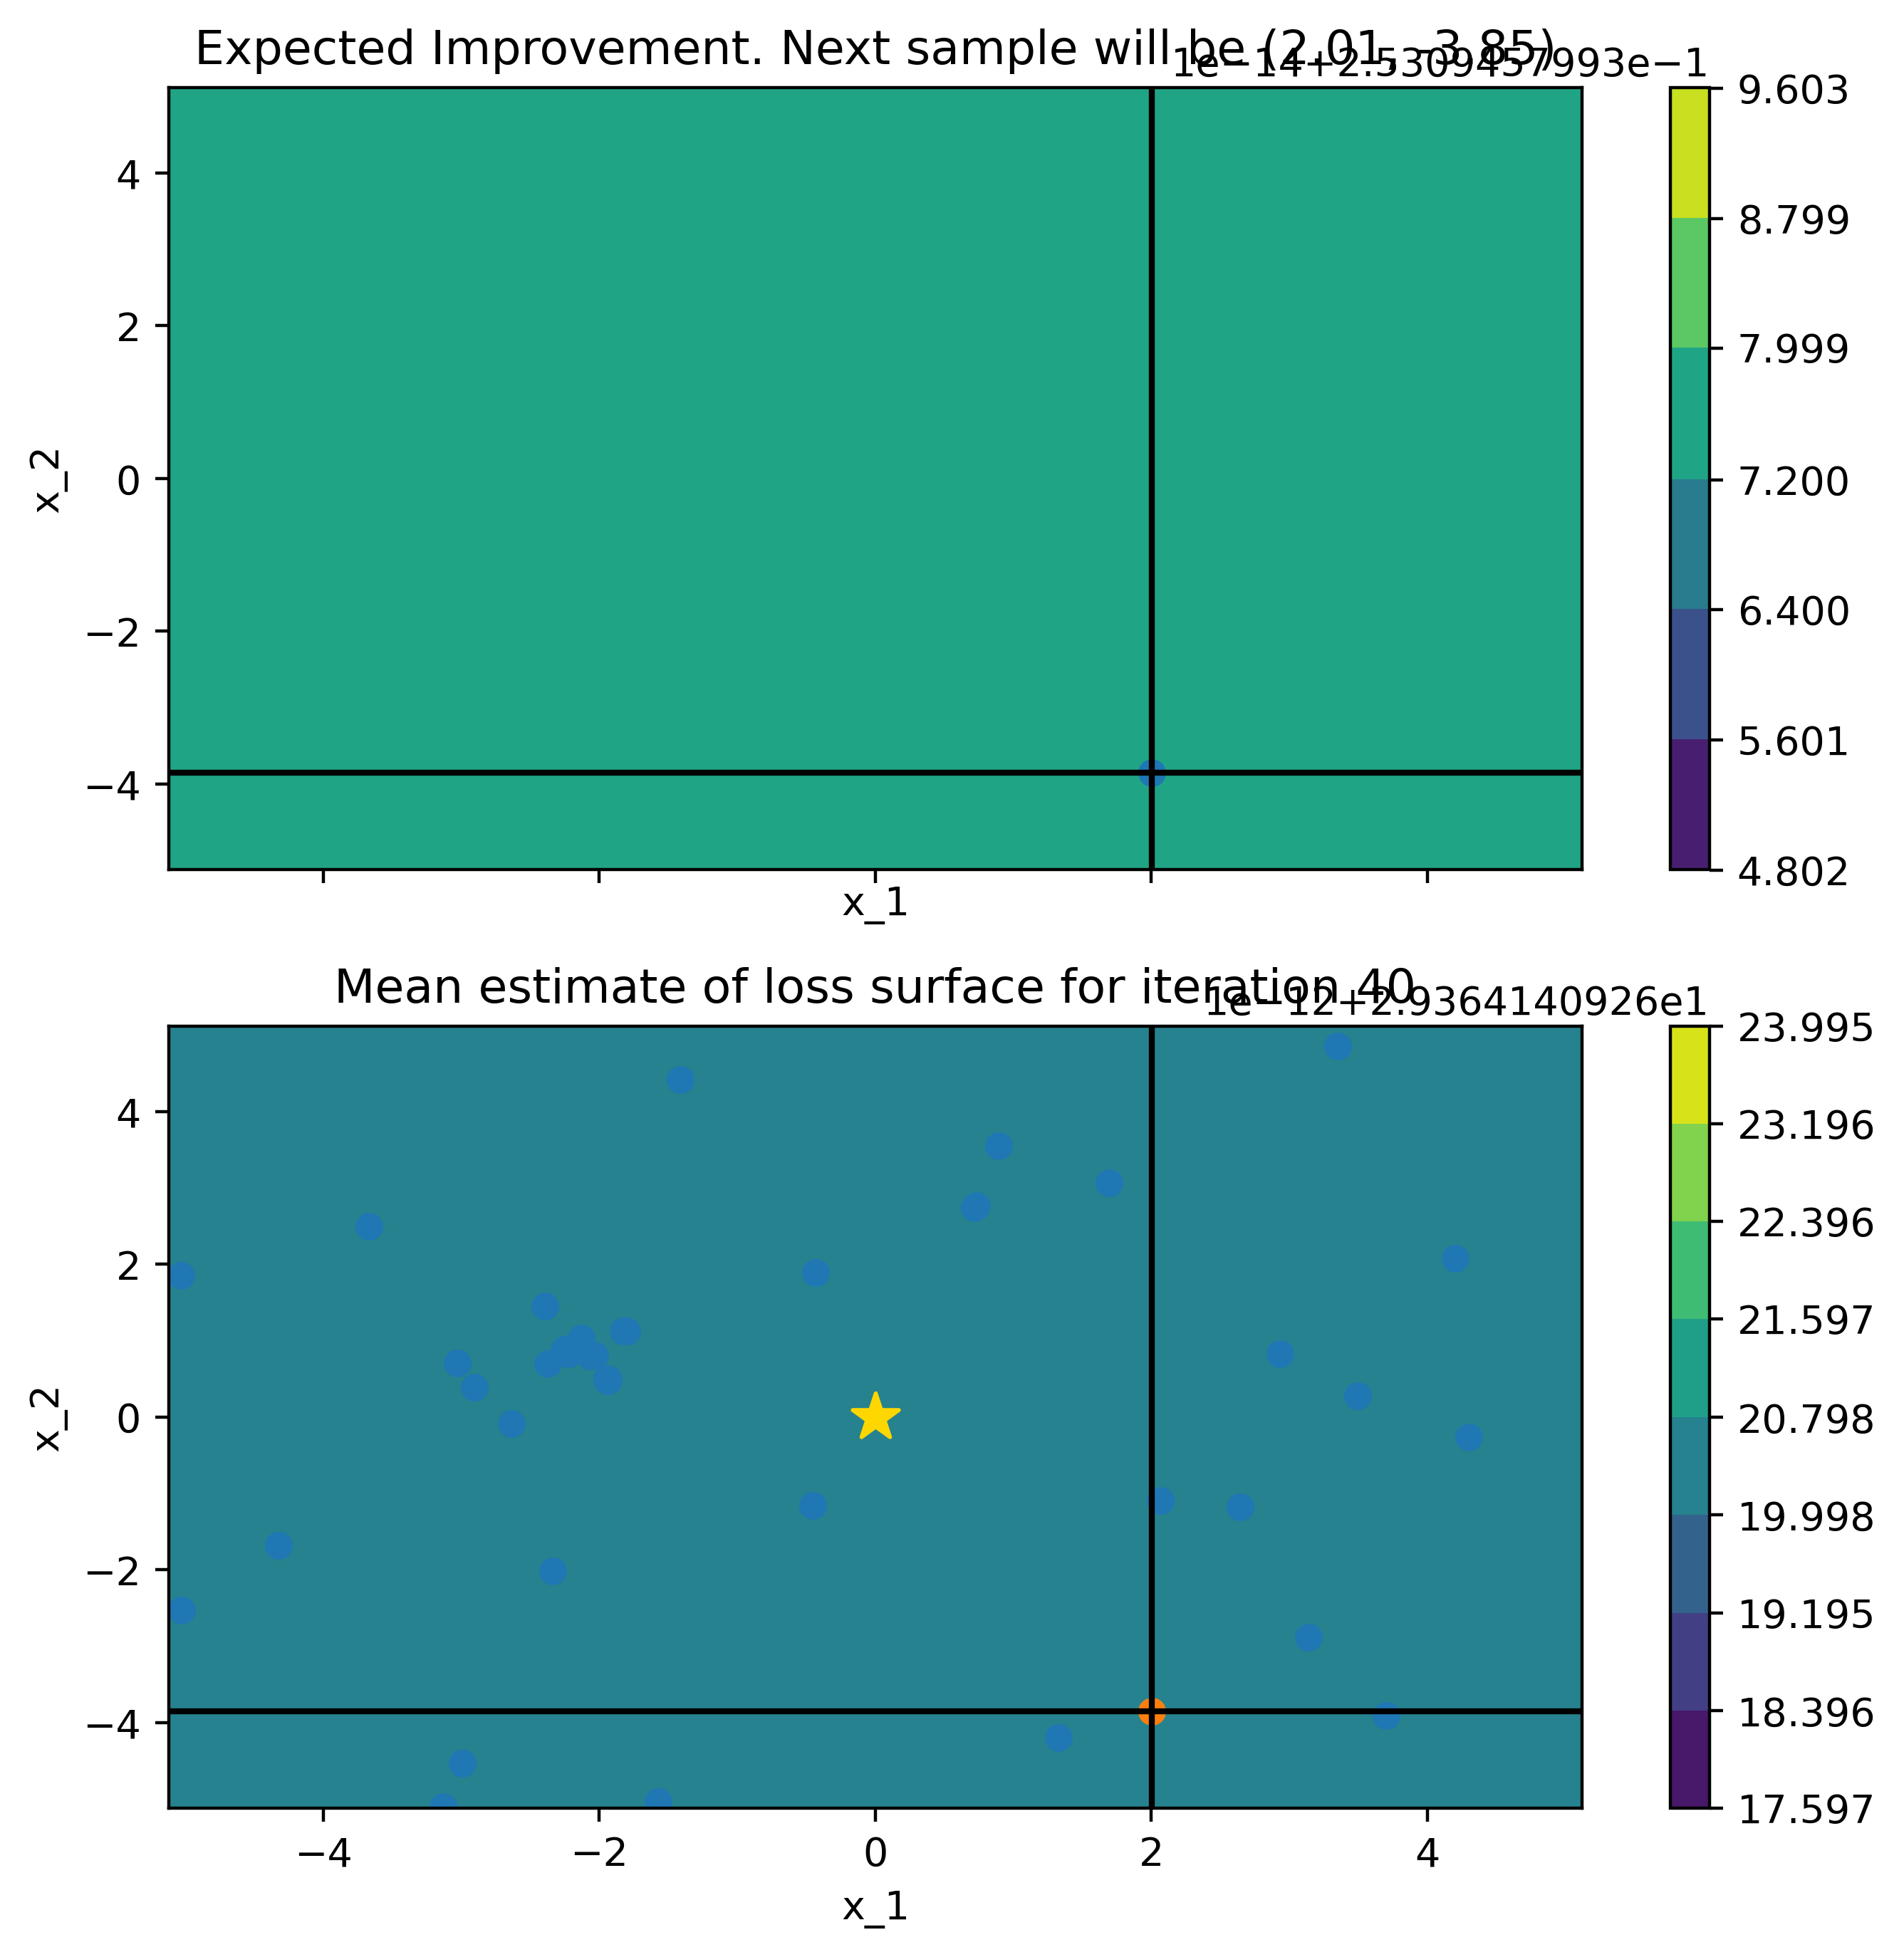 Expected Improvement. Next sample will be (2.01, -3.85)
1e−14+2.5309457993e−1
9.603
8.799
7.999
7.200
6.400
5.601
4.802
4
2
0
−2
−4
x_2
x_1
Mean estimate of loss surface for iteration 40
1e−12+2.9364140926e1
23.995
23.196
22.396
21.597
20.798
19.998
19.195
18.396
17.597
4
2
0
−2
−4
x_2
−4 −2 0 2 4
x_1